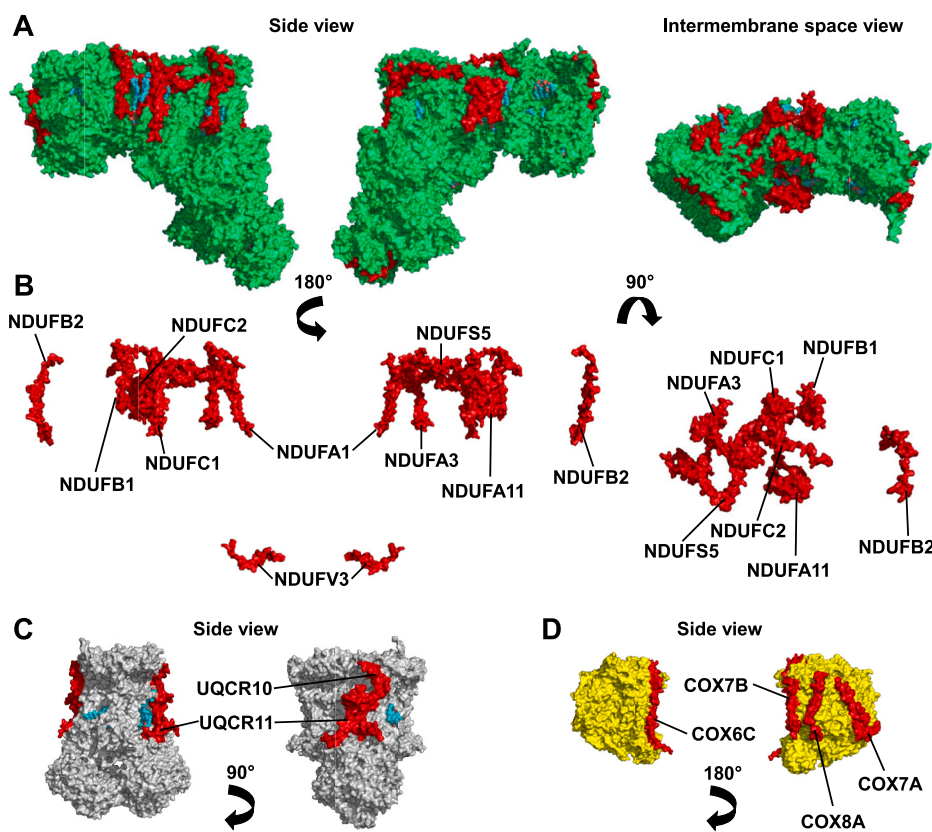 A
Side view
Intermembrane space view
B
180°
90°
NDUFB2
NDUFC2
NDUFS5
NDUFB1
NDUFC1
NDUFA3
NDUFA1
NDUFC1
NDUFA3
NDUFB2
NDUFB1
NDUFA11
NDUFS5
NDUFC2
NDUFB2
NDUFA11
NDUFV3
C
Side view
D
Side view
UQCR10
COX7B
UQCR11
COX6C
90°
180°
COX7A
COX8A